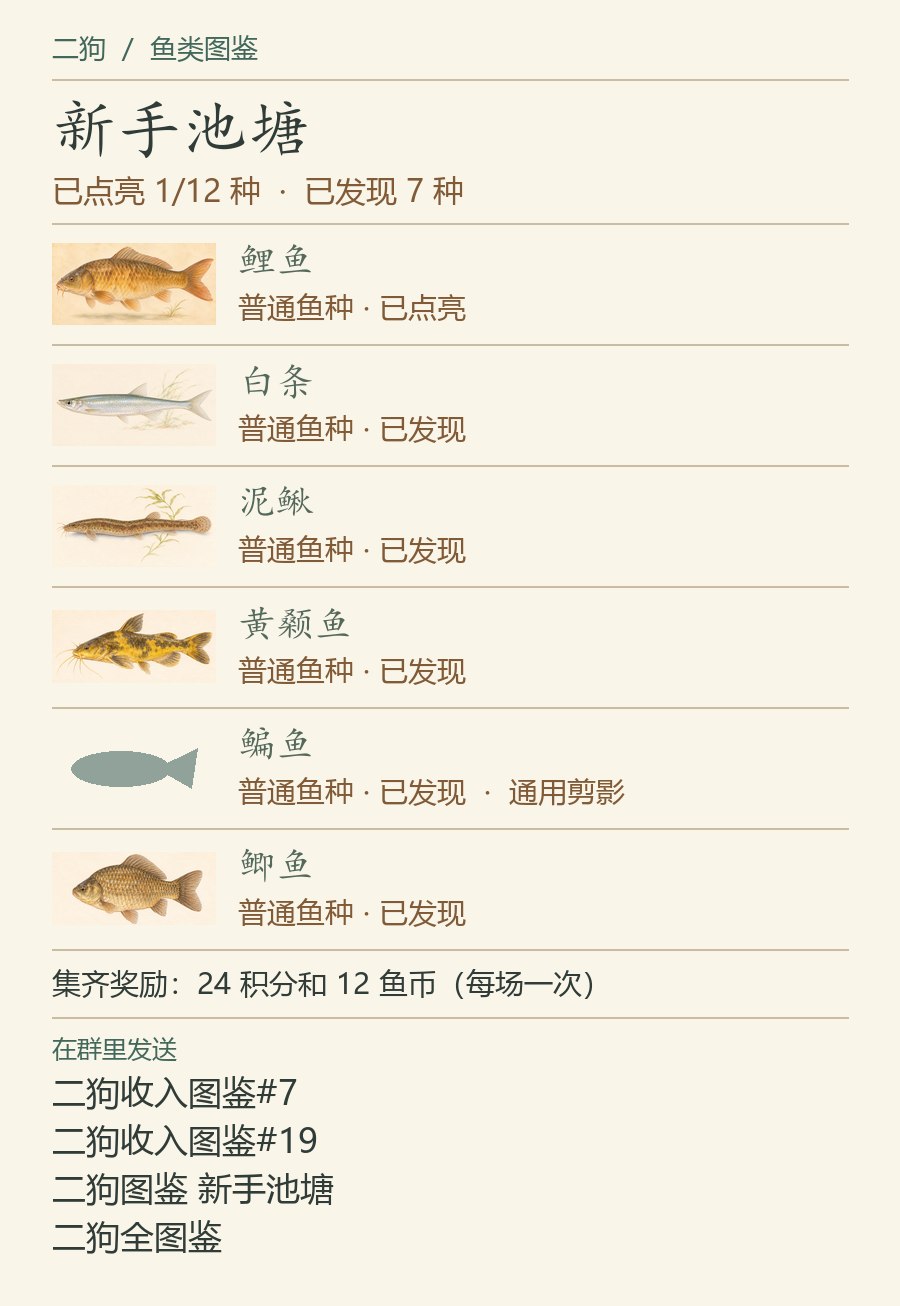 二狗 / 鱼类图鉴
新手池塘
已点亮 1/12 种 · 已发现 7 种
鲤鱼
普通鱼种 · 已点亮
白条
普通鱼种 · 已发现
泥鳅
普通鱼种 · 已发现
黄颡鱼
普通鱼种 · 已发现
鳊鱼
普通鱼种 · 已发现 · 通用剪影
鲫鱼
普通鱼种 · 已发现
集齐奖励：24 积分和 12 鱼币（每场一次）
在群里发送
二狗收入图鉴#7
二狗收入图鉴#19
二狗图鉴 新手池塘
二狗全图鉴